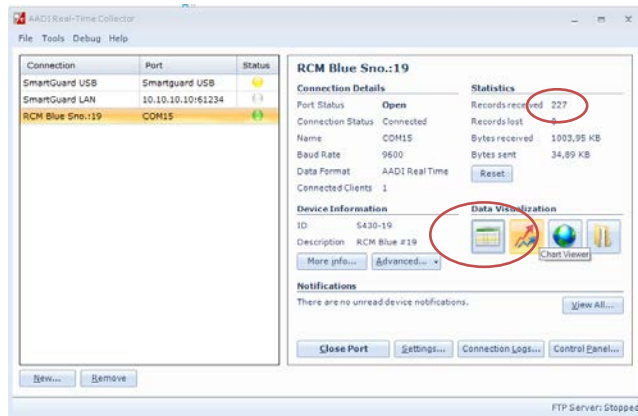 AADI Real-Time Collector
File Tools Debug Help
Connection Port Status
SmartGuard USB Smartguard USB
SmartGuard LAN 10.10.10.10:61234
RCM Blue Sno.:19 COM15
New... Remove
RCM Blue Sno.:19
Connection Details
Port Status Open
Connection Status Connected
Name COM15
Baud Rate 9600
Data Format AADI Real Time
Connected Clients 1
Statistics
Records received 227
Records lost
Bytes received 1003,95 KB
Bytes sent 34,89 KB
Reset
Device Information
ID 5430-19
Description RCM Blue #19
More info... Advanced...
Data Visualization
Chart Viewer
Notifications
There are no unread device notifications.
View All...
Close Port Settings... Connection Logs... Control Panel...
FTP Server: Stopped